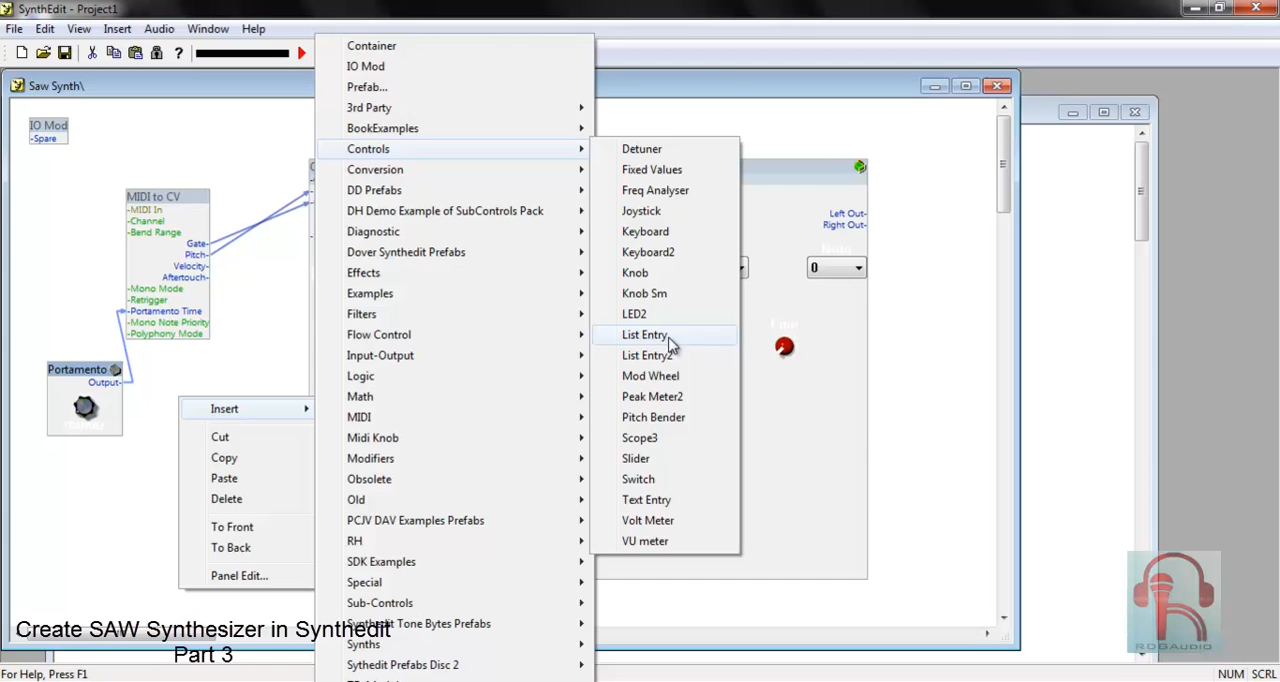 SynthEdit - Project1
File Edit View Insert Audio Window Help
Saw Synth\
IO Mod
-Spare
MIDI to CV
-MIDI In
-Channel
-Bend Range
Gate-
Pitch-
Velocity-
Aftertouch-
-Mono Mode
-Retrigger
-Portamento Time
-Mono Note Priority
-Polyphony Mode
Portamento
Output-
Insert
Cut
Copy
Paste
Delete
To Front
To Back
Panel Edit...
Container
IO Mod
Prefab...
3rd Party
BookExamples
Controls
Conversion
DD Prefabs
DH Demo Example of SubControls Pack
Diagnostic
Dover Synthedit Prefabs
Effects
Examples
Filters
Flow Control
Input-Output
Logic
Math
MIDI
Midi Knob
Modifiers
Obsolete
Old
PCJV DAV Examples Prefabs
RH
SDK Examples
Special
Sub-Controls
Synthedit Tone Bytes Prefabs
Synths
Sythedit Prefabs Disc 2
Detuner
Fixed Values
Freq Analyser
Joystick
Keyboard
Keyboard2
Knob
Knob Sm
LED2
List Entry
List Entry2
Mod Wheel
Peak Meter2
Pitch Bender
Scope3
Slider
Switch
Text Entry
Volt Meter
VU meter
Left Out-
Right Out-
0
Create SAW Synthesizer in Synthedit
Part 3
RDGAUDIO
For Help, Press F1
NUM SCRL